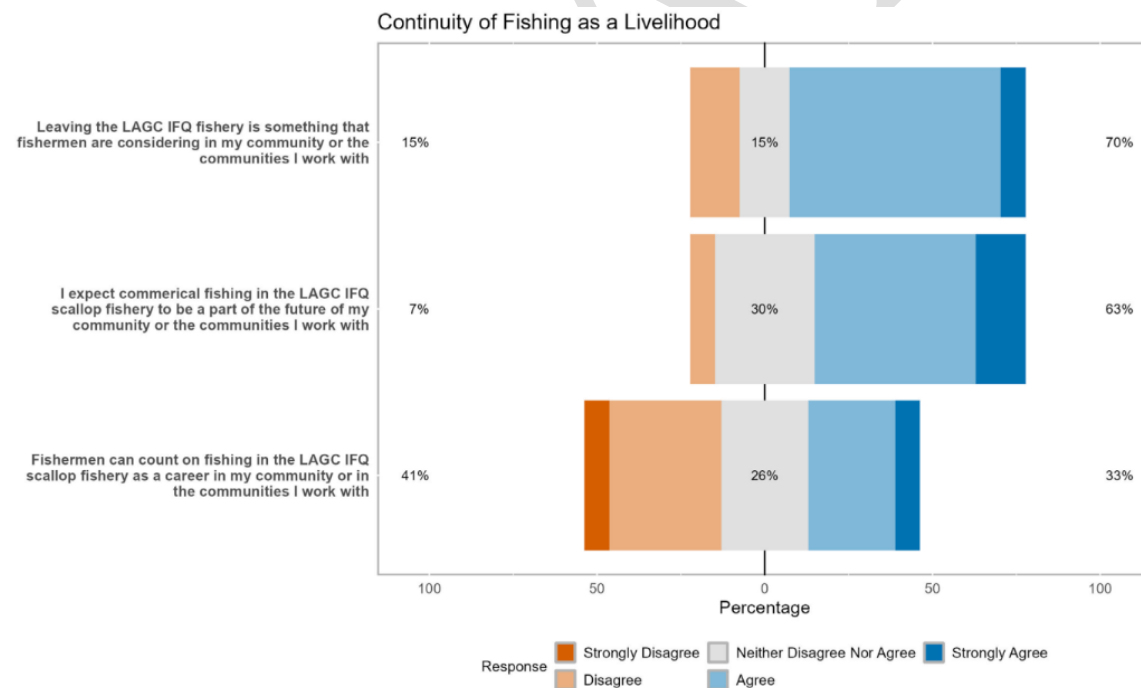 Continuity of Fishing as a Livelihood
Leaving the LAGC IFQ fishery is something that
fishermen are considering in my community or the
communities I work with
15%
15%
70%
I expect commerical fishing in the LAGC IFQ
scallop fishery to be a part of the future of my
community or the communities I work with
7%
30%
63%
Fishermen can count on fishing in the LAGC IFQ
scallop fishery as a career in my community or in
the communities I work with
41%
26%
33%
100 50 0 50 100
Percentage
Response
Strongly Disagree
Disagree
Neither Disagree Nor Agree
Agree
Strongly Agree